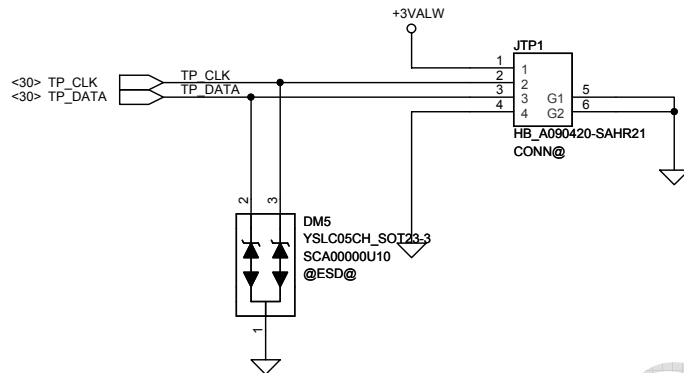 +3VALW
JTP1
<30> TP_CLK
TP_CLK
<30> TP_DATA
TP_DATA
1
2
3
4
1
2
3
4
G1
G2
5
6
HB_A090420-SAHR21
CONN@
2
3
DM5
YSLC05CH_SOT23-3
SCA00000U10
@ESD@
1